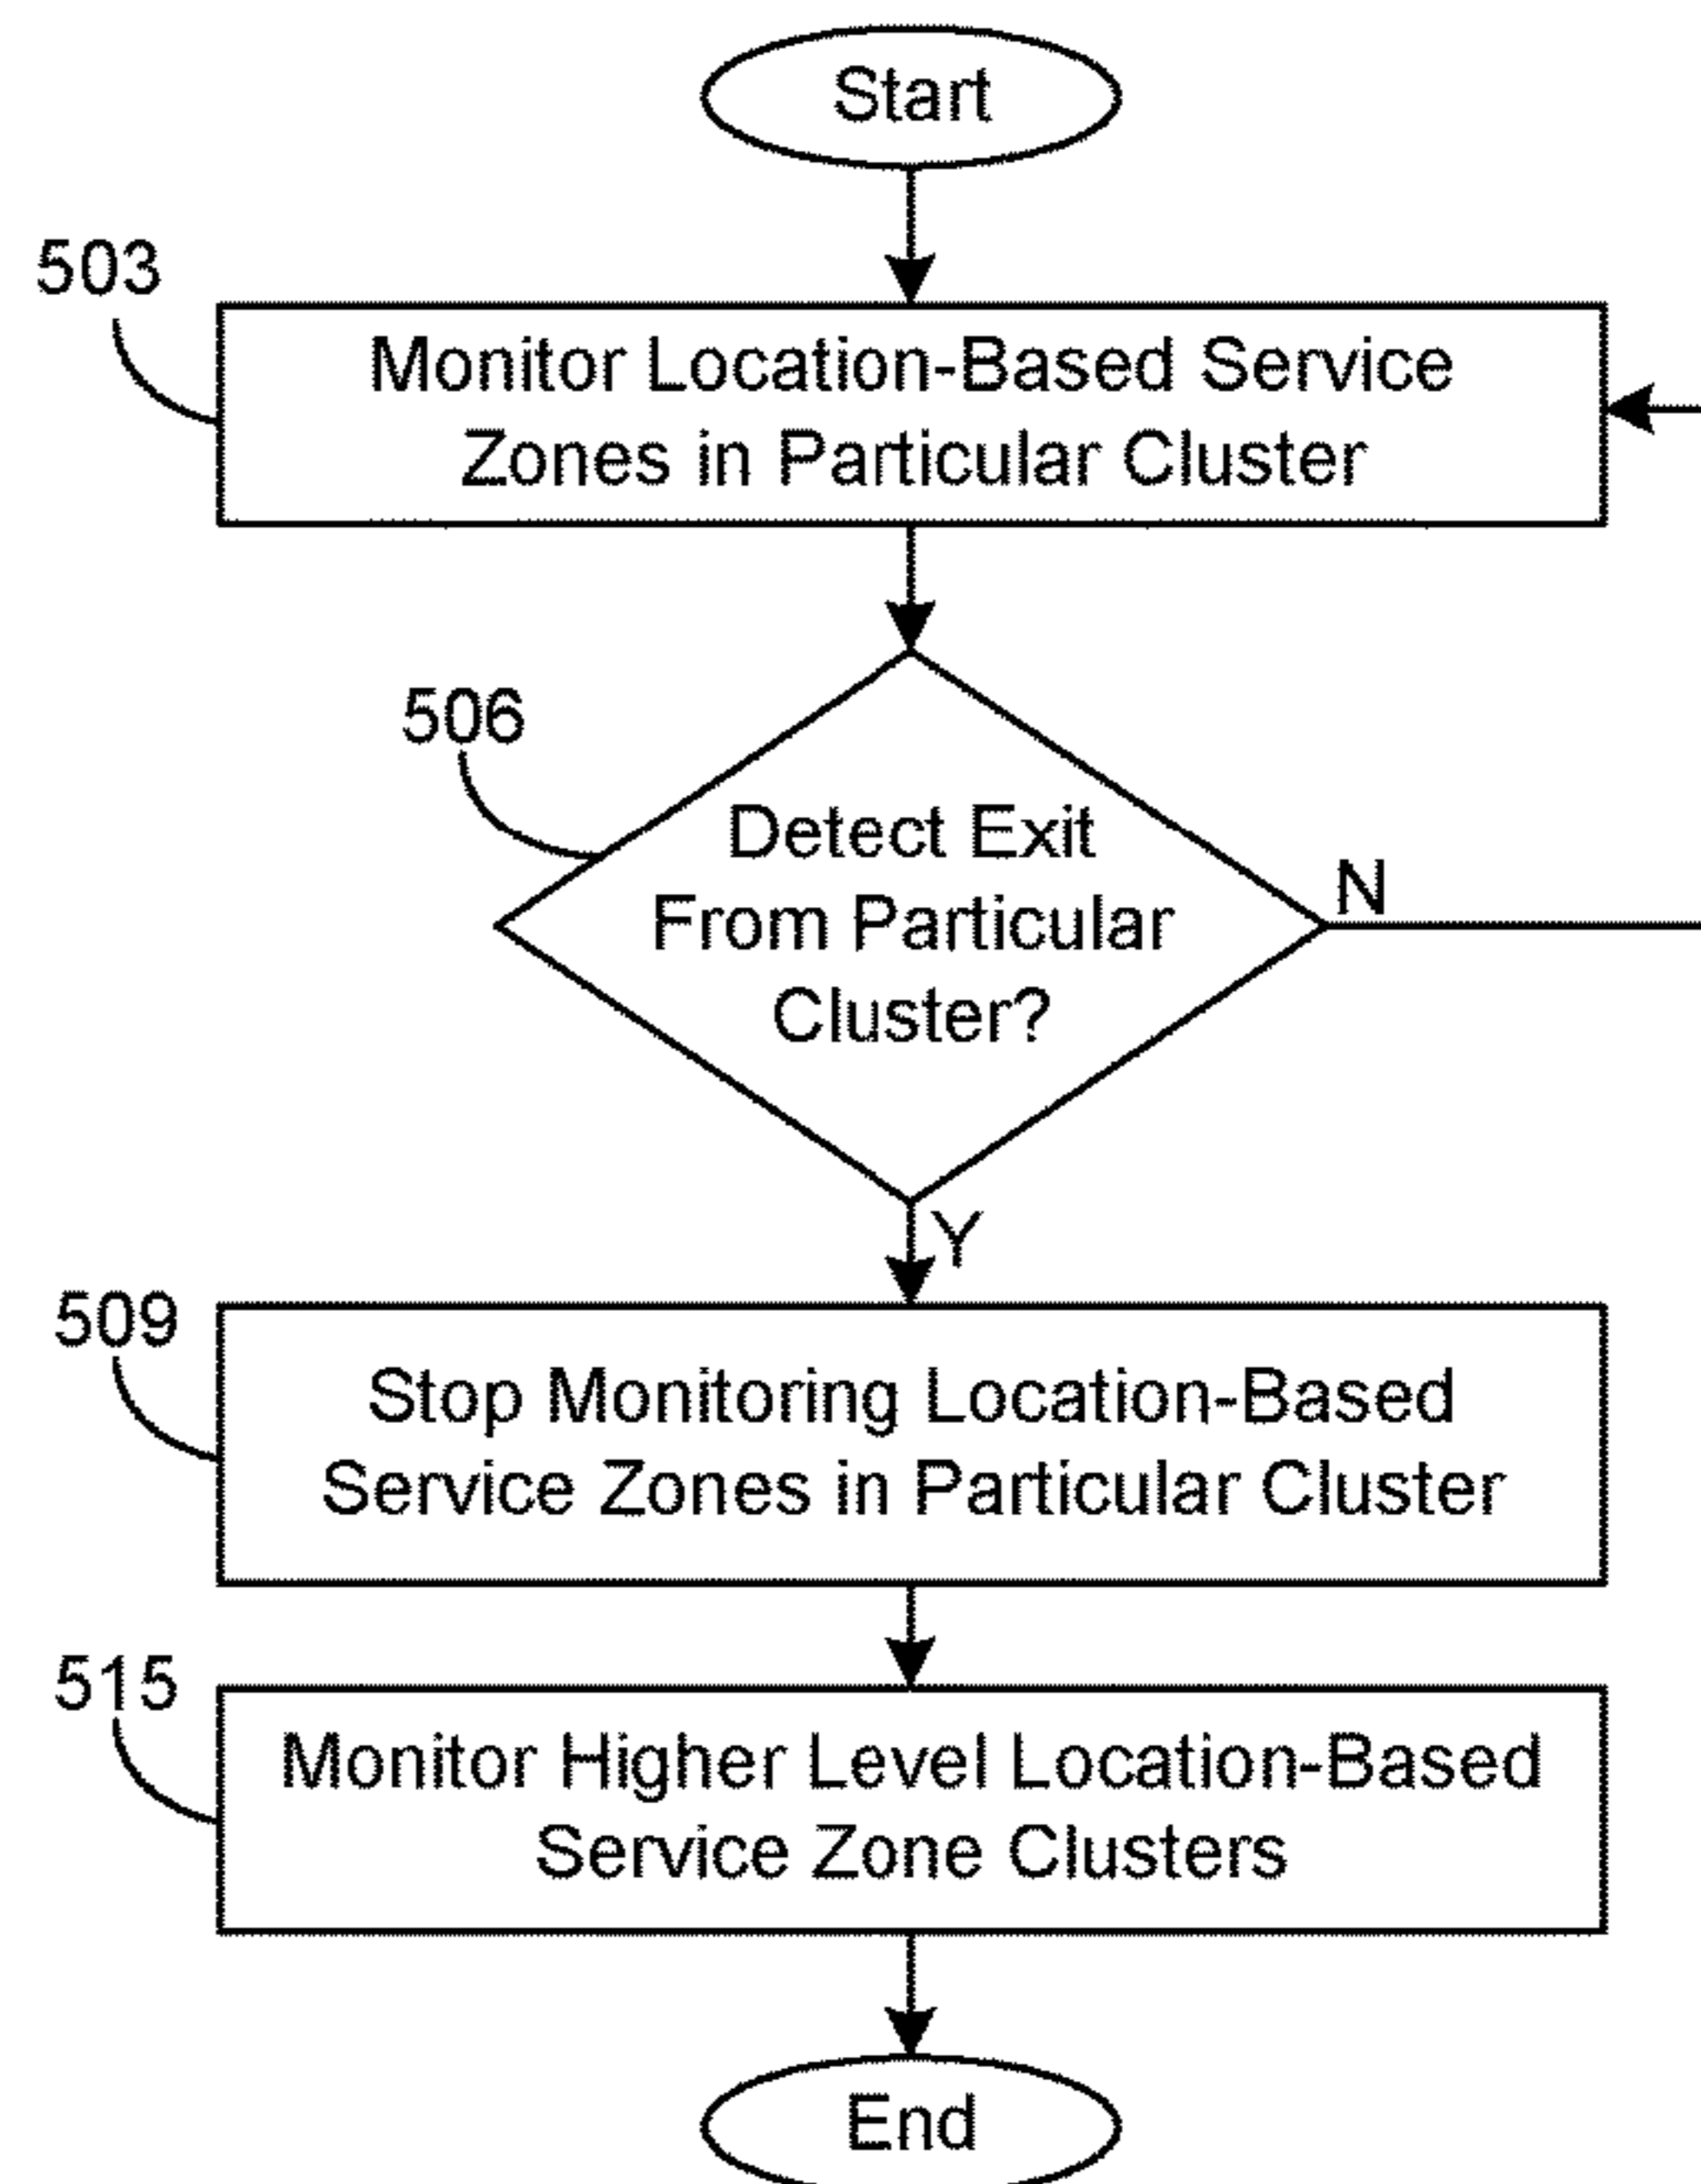 Start
503
Monitor Location-Based Service
Zones in Particular Cluster
506
Detect Exit
From Particular
Cluster?
N
Y
509
Stop Monitoring Location-Based
Service Zones in Particular Cluster
515
Monitor Higher Level Location-Based
Service Zone Clusters
End